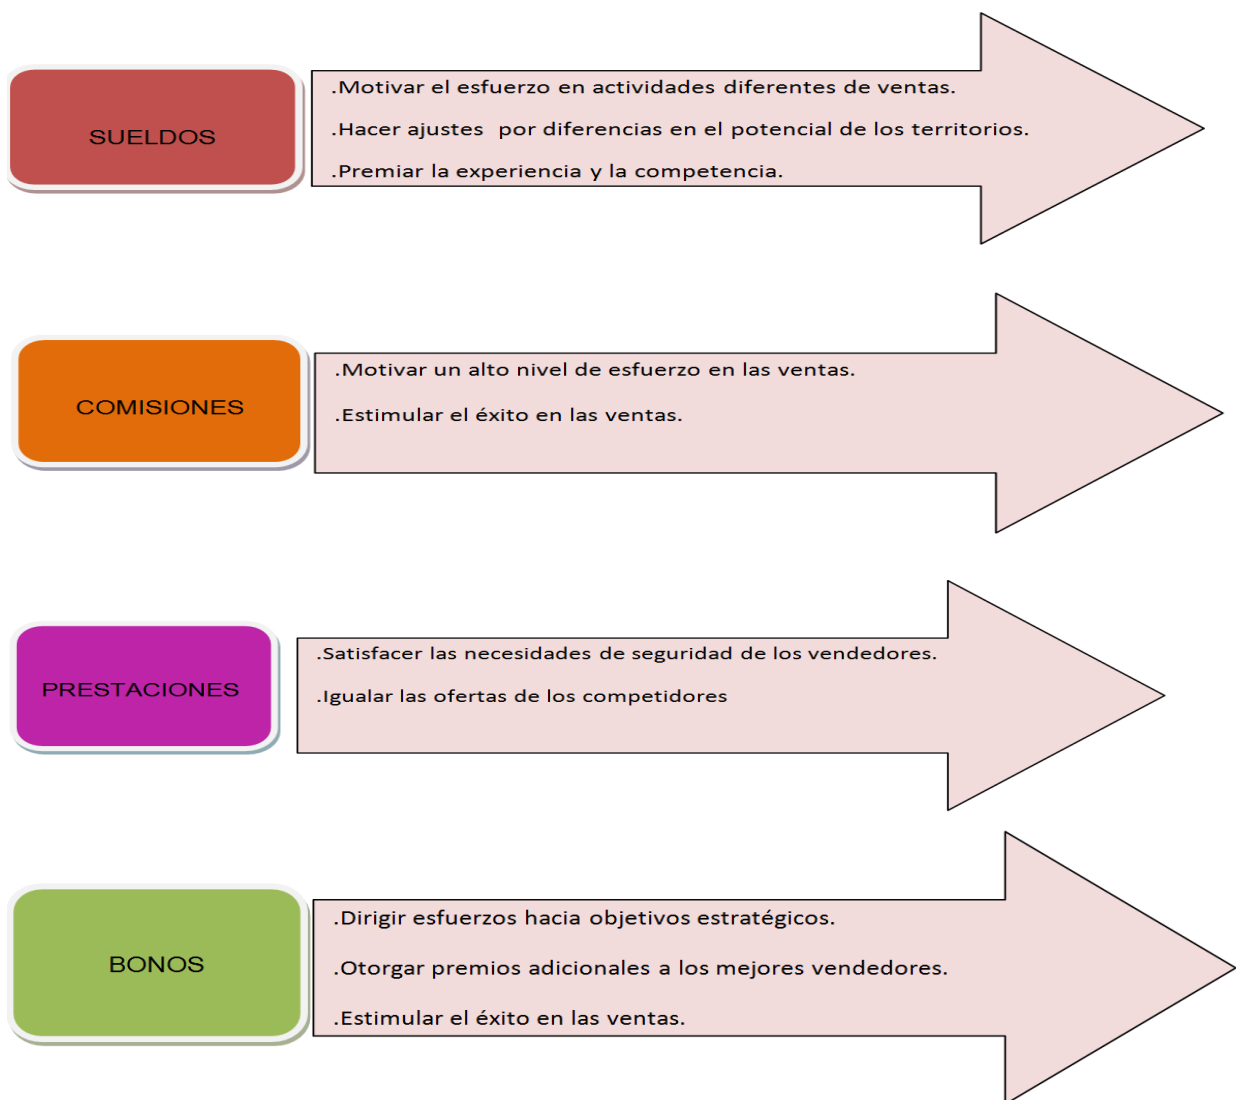 SUELDOS
.Motivar el esfuerzo en actividades diferentes de ventas.
.Hacer ajustes  por diferencias en el potencial de los territorios.
.Premiar la experiencia y la competencia.
COMISIONES
.Motivar un alto nivel de esfuerzo en las ventas.
.Estimular el éxito en las ventas.
PRESTACIONES
.Satisfacer las necesidades de seguridad de los vendedores.
.Igualar las ofertas de los competidores
BONOS
.Dirigir esfuerzos hacia objetivos estratégicos.
.Otorgar premios adicionales a los mejores vendedores.
.Estimular el éxito en las ventas.